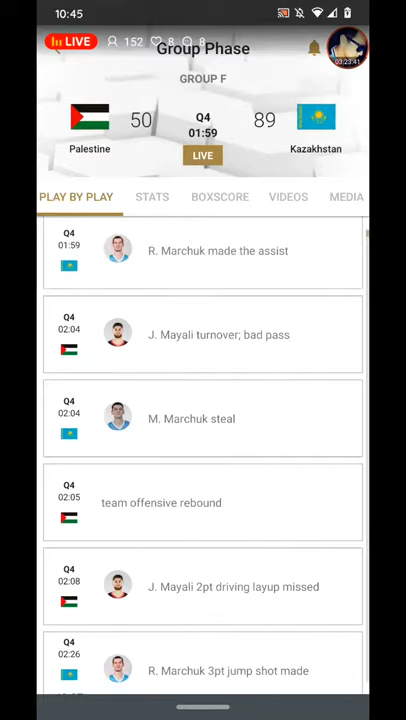 10:45
LIVE 152 8 8
Group Phase
03:23:41
GROUP F
50 Q4 89
01:59
Palestine LIVE Kazakhstan
PLAY BY PLAY STATS BOXSCORE VIDEOS MEDIA
Q4
01:59
R. Marchuk made the assist
Q4
02:04
J. Mayali turnover; bad pass
Q4
02:04
M. Marchuk steal
Q4
02:05
team offensive rebound
Q4
02:08
J. Mayali 2pt driving layup missed
Q4
02:26
R. Marchuk 3pt jump shot made